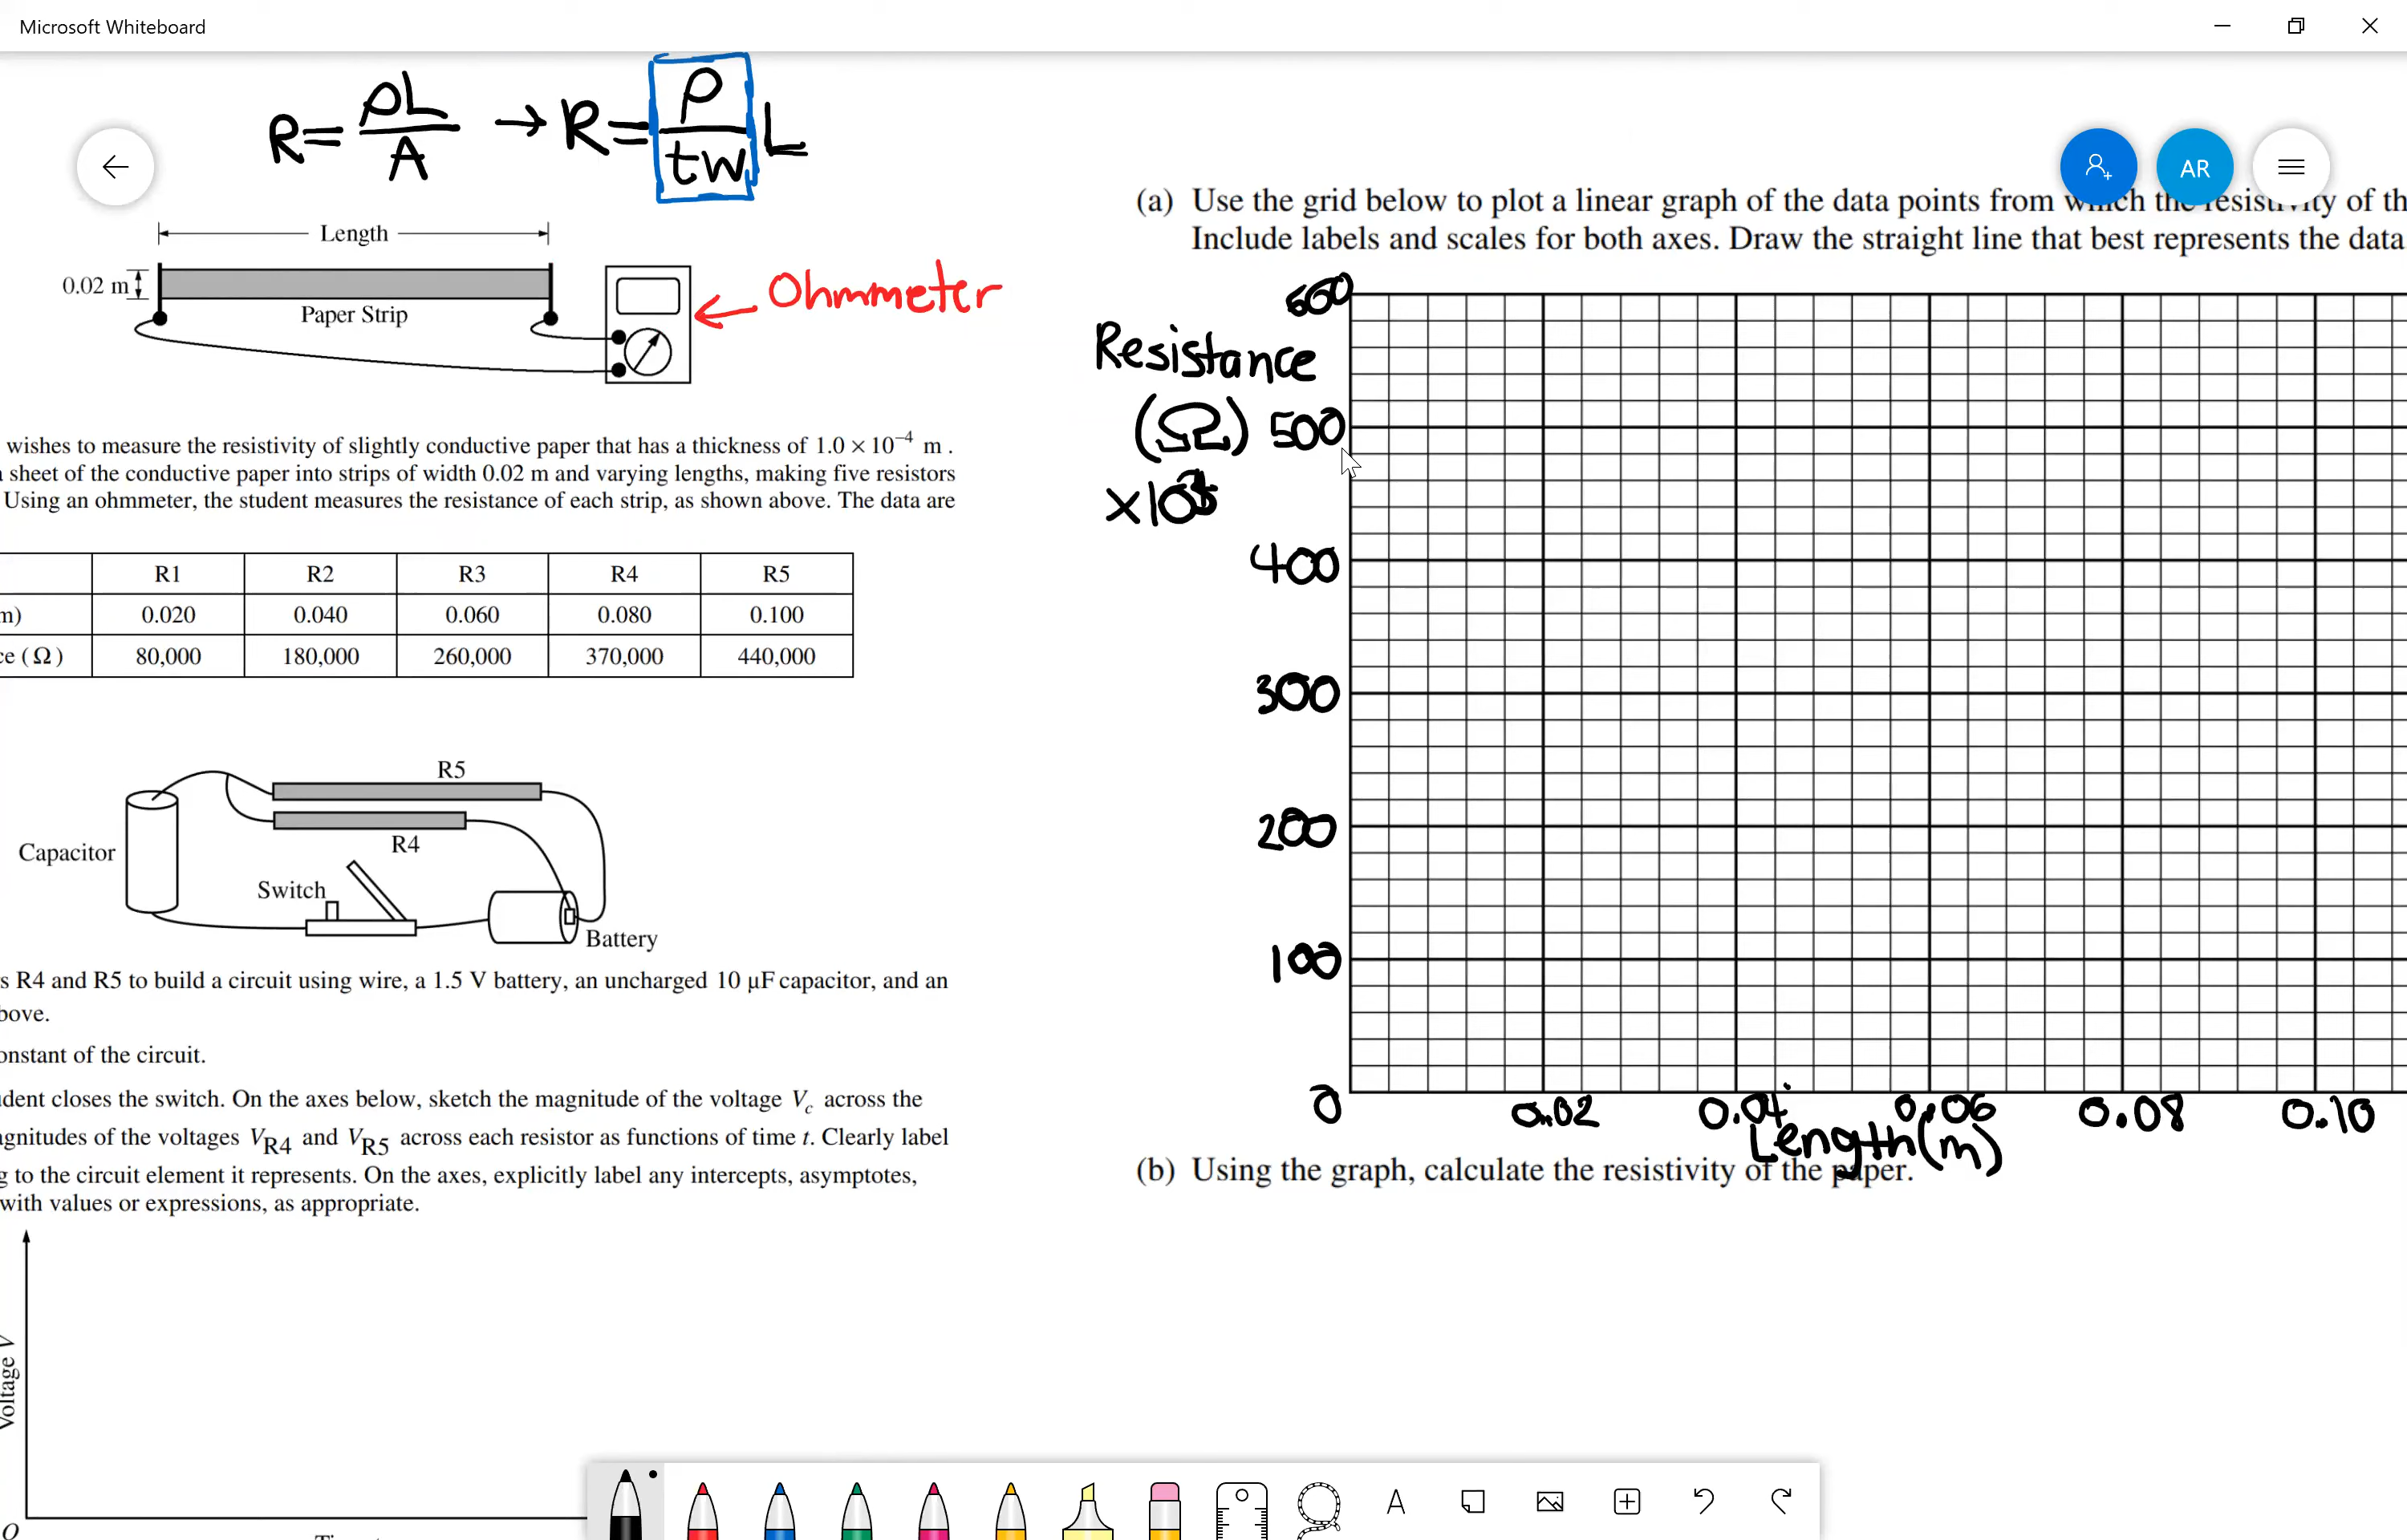 Microsoft Whiteboard
R = ρL/A → R = ρ/tw L
Length
0.02 m
Paper Strip
Ohmmeter
wishes to measure the resistivity of slightly conductive paper that has a thickness of 1.0 × 10⁻⁴ m .
sheet of the conductive paper into strips of width 0.02 m and varying lengths, making five resistors
Using an ohmmeter, the student measures the resistance of each strip, as shown above. The data are
R1 R2 R3 R4 R5
m) 0.020 0.040 0.060 0.080 0.100
ce (Ω) 80,000 180,000 260,000 370,000 440,000
R5
R4
Capacitor
Switch
Battery
s R4 and R5 to build a circuit using wire, a 1.5 V battery, an uncharged 10 μF capacitor, and an
bove.
onstant of the circuit.
dent closes the switch. On the axes below, sketch the magnitude of the voltage Vc across the
agnitudes of the voltages VR4 and VR5 across each resistor as functions of time t. Clearly label
g to the circuit element it represents. On the axes, explicitly label any intercepts, asymptotes,
with values or expressions, as appropriate.
Voltage V
O
AR
(a) Use the grid below to plot a linear graph of the data points from which the resistivity of th
Include labels and scales for both axes. Draw the straight line that best represents the data
600
Resistance
(Ω) 500
×10³
400
300
200
100
0 0.02 0.04 0.06 0.08 0.10
Length (m)
(b) Using the graph, calculate the resistivity of the paper.
A